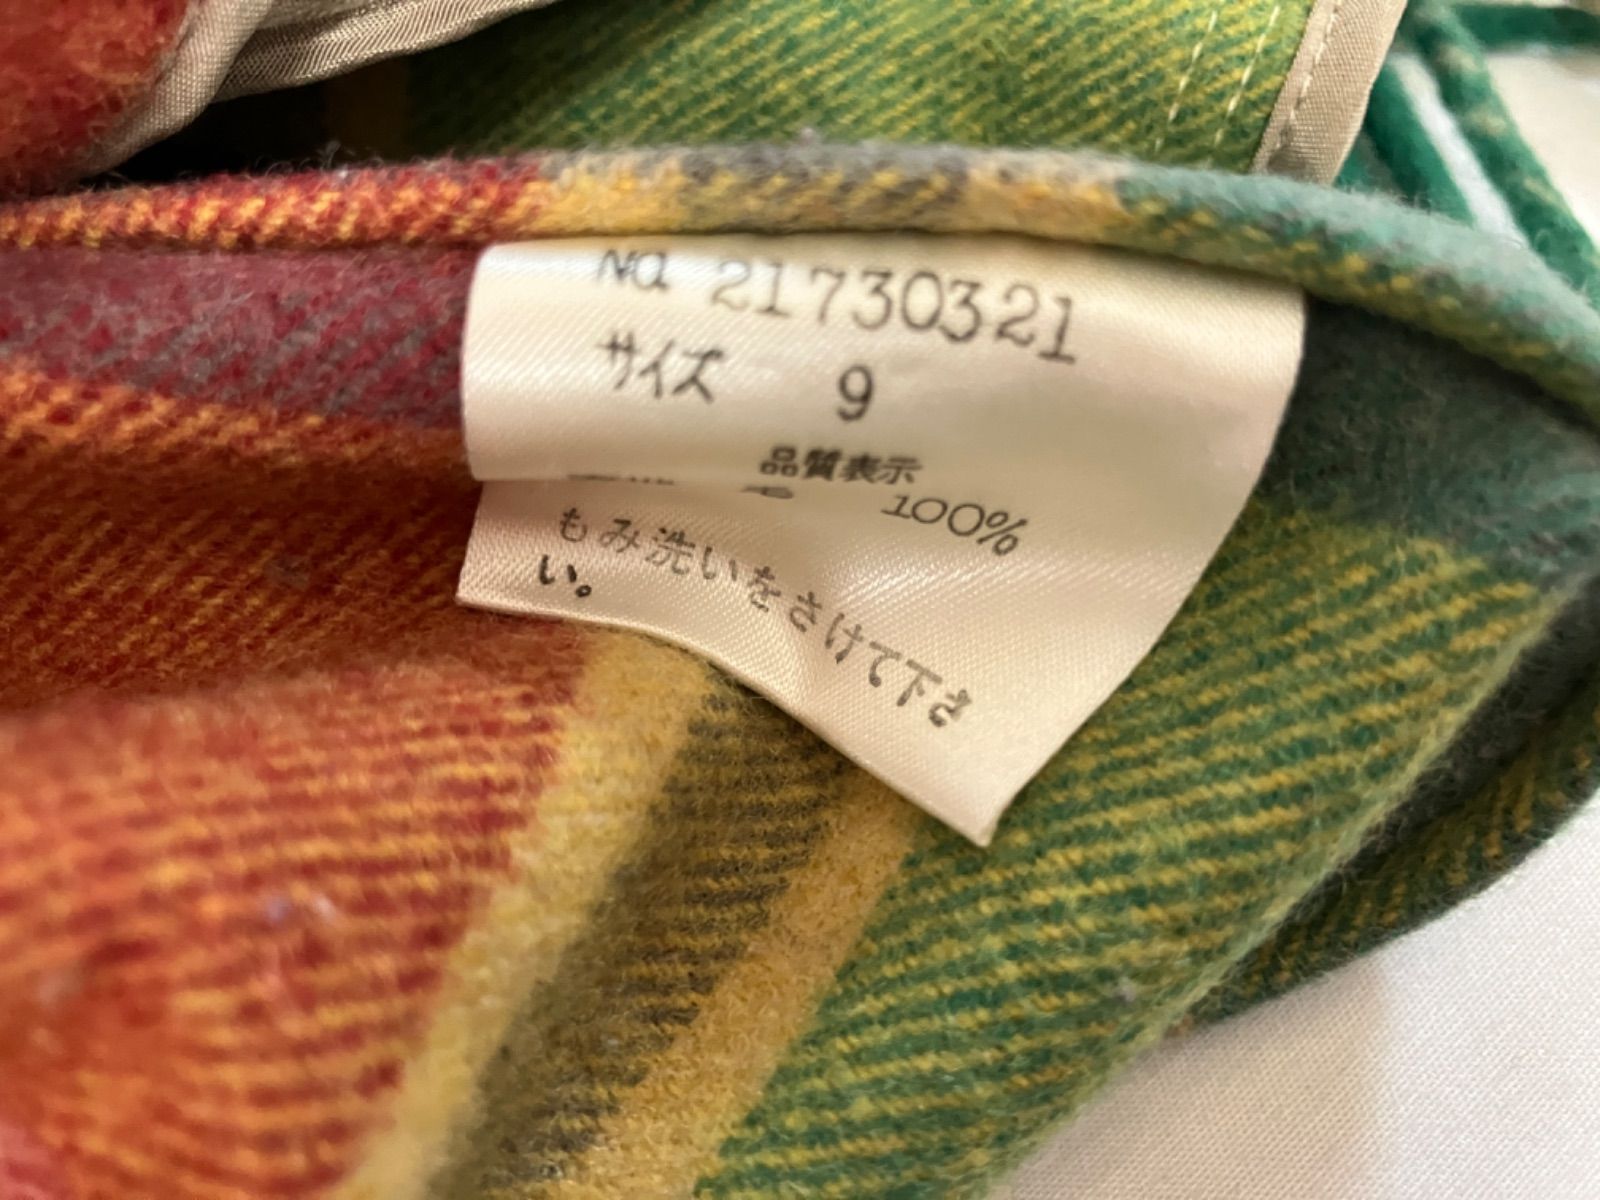 No. 21730321
サイズ 9
品質表示
100%
もみ洗いをさけて下さ
い。